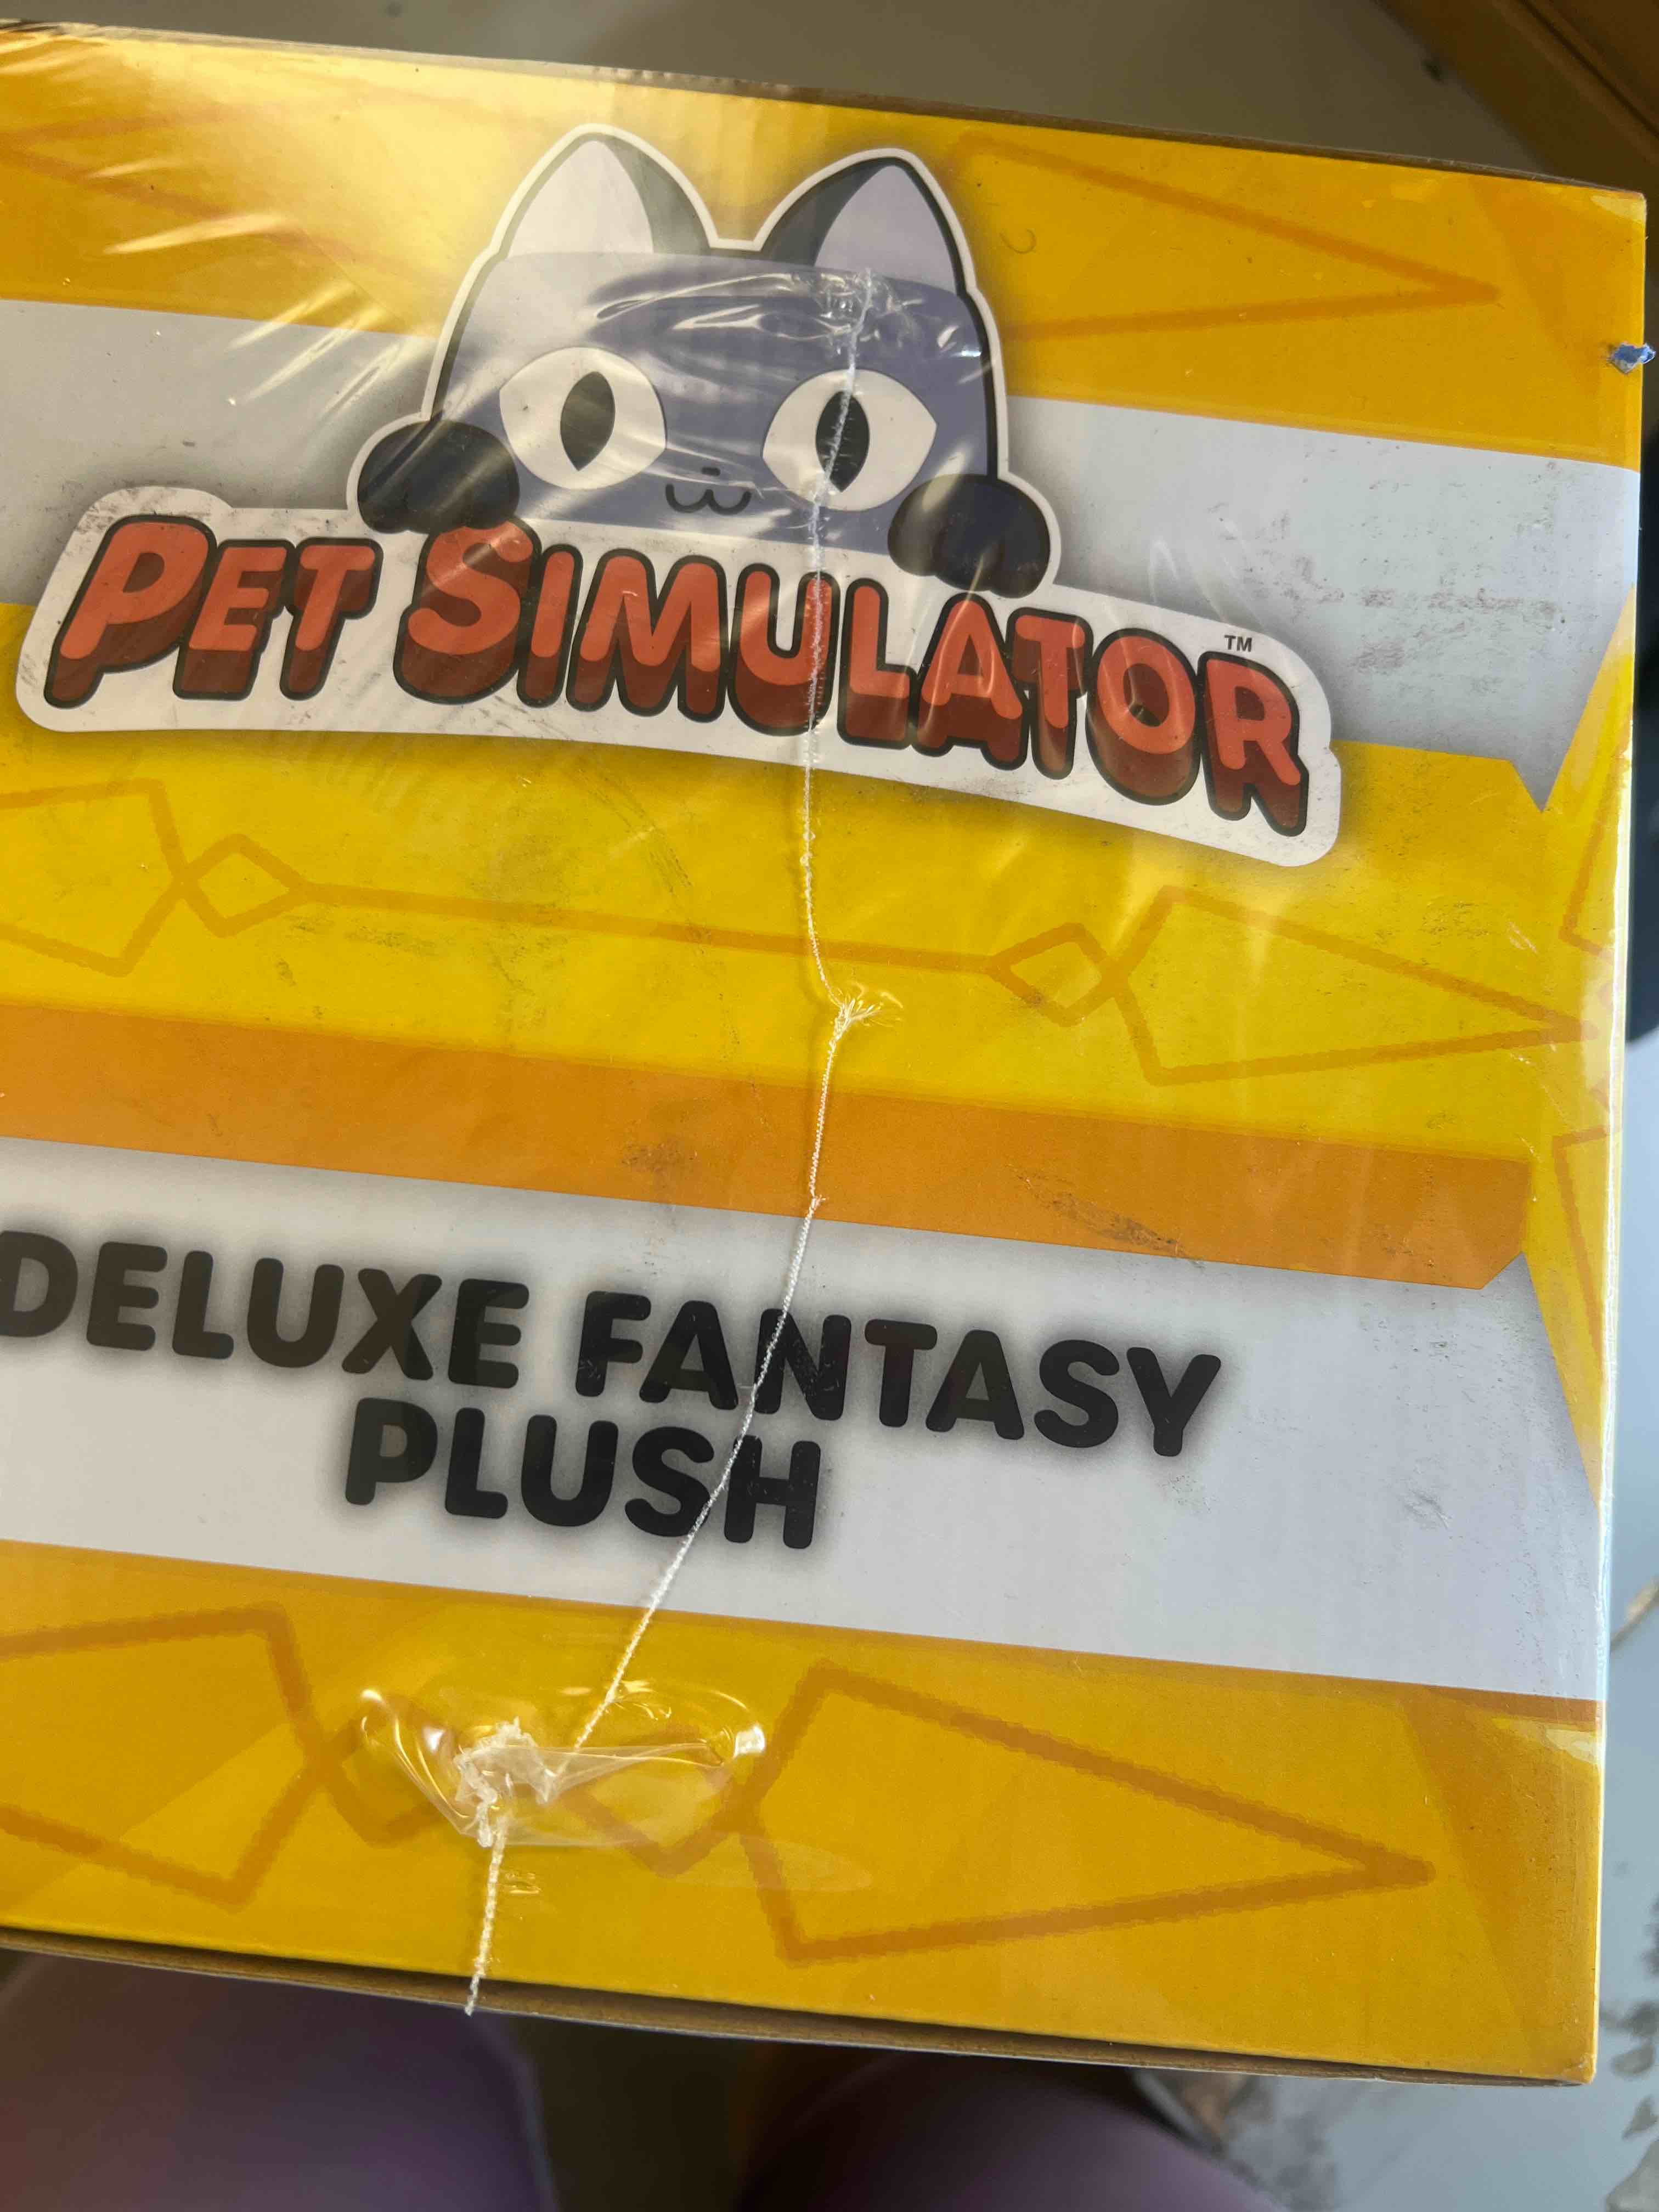 PET SIMULATOR™
DELUXE FANTASY
PLUSH